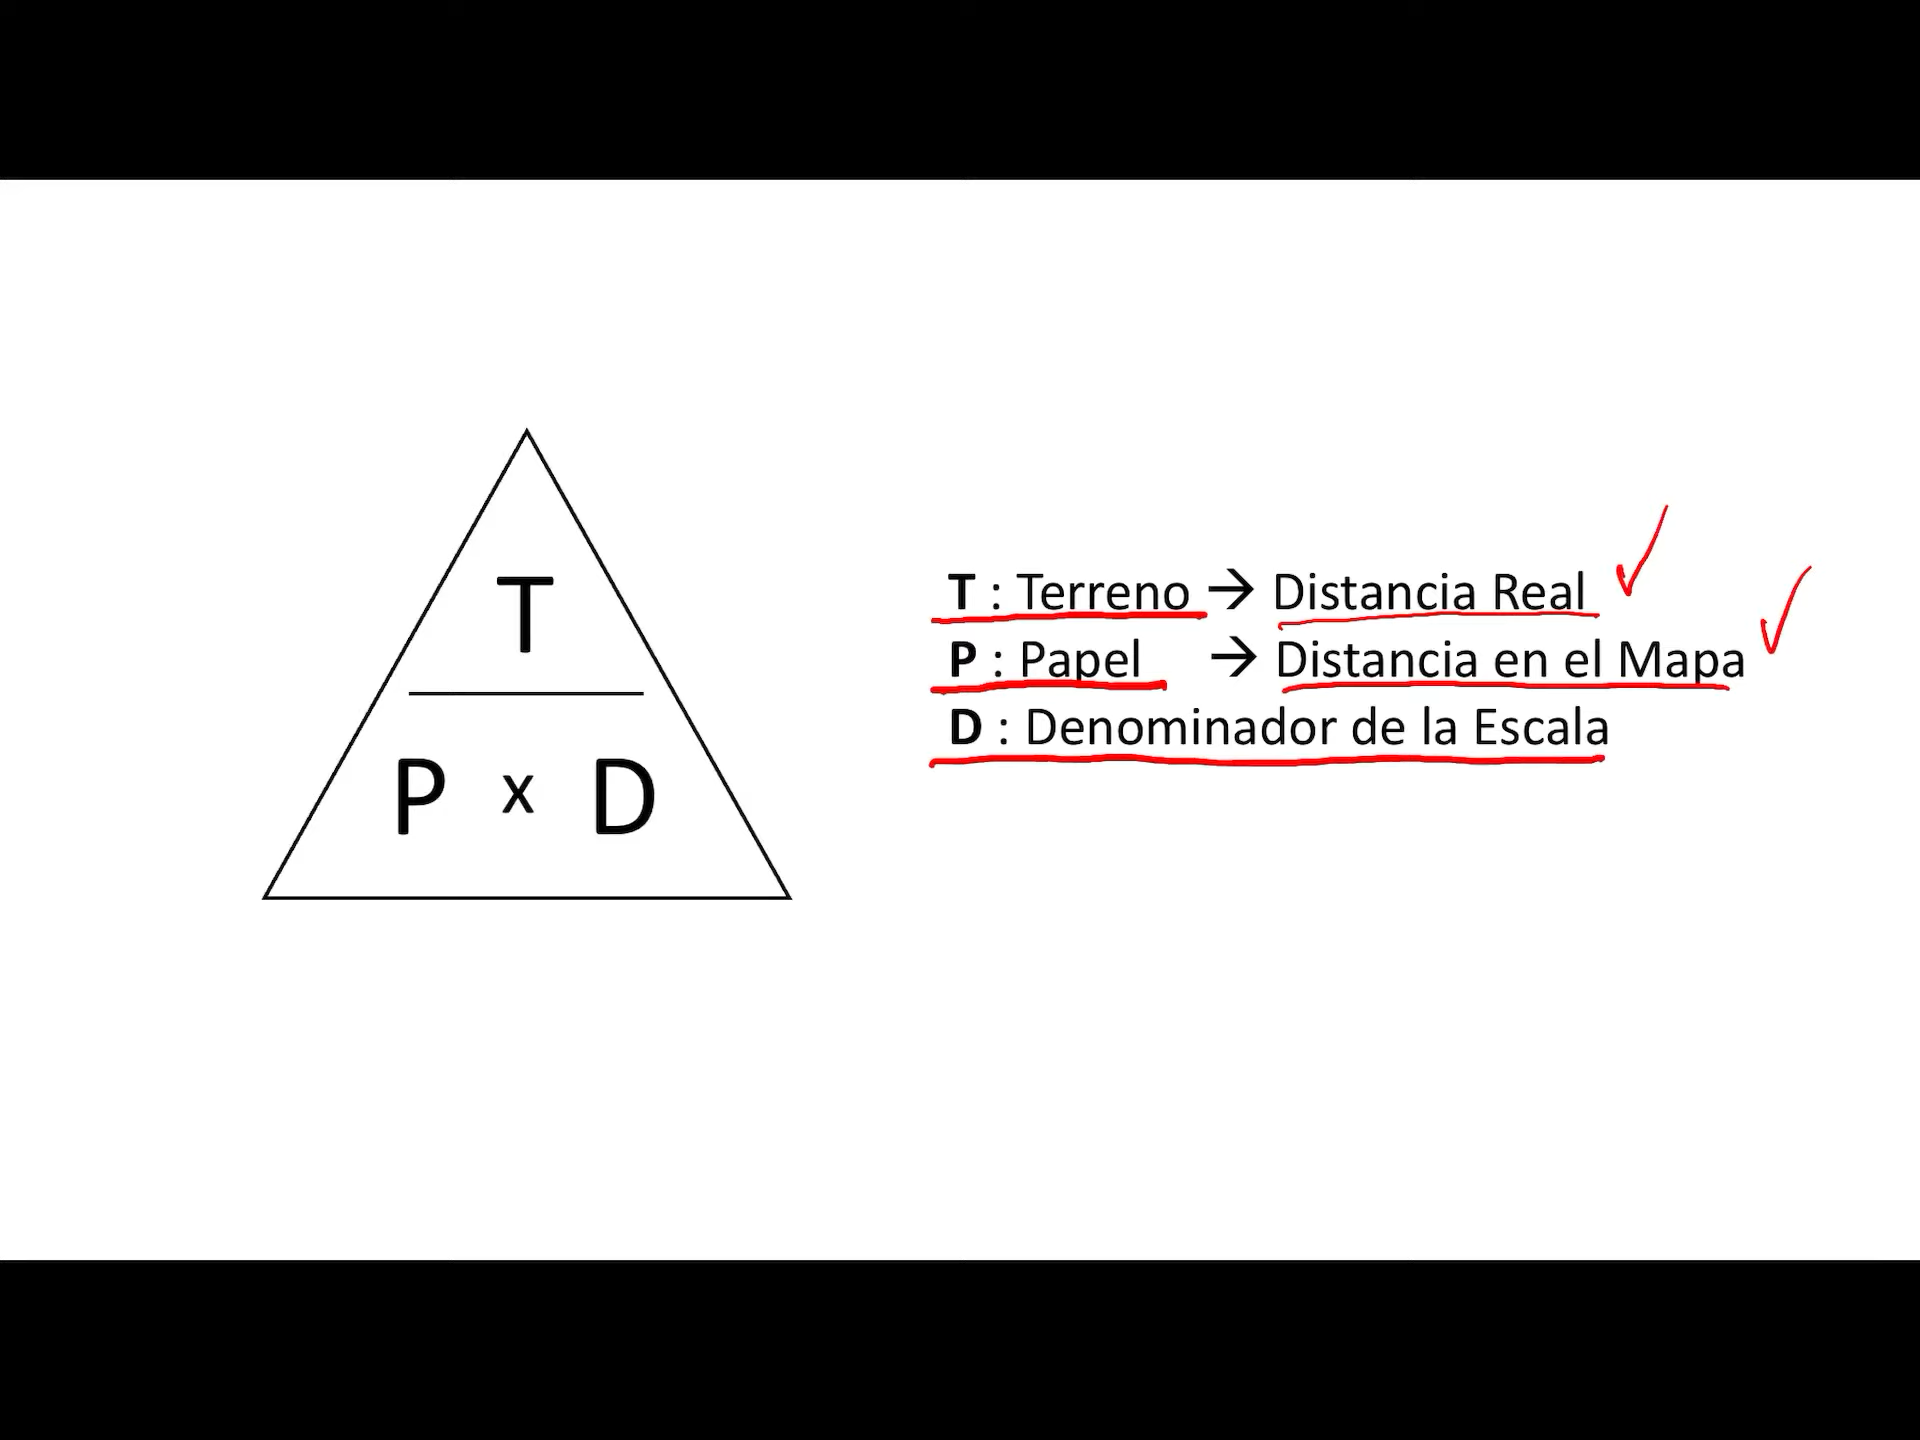 T
P x D
T : Terreno → Distancia Real
P : Papel → Distancia en el Mapa
D : Denominador de la Escala